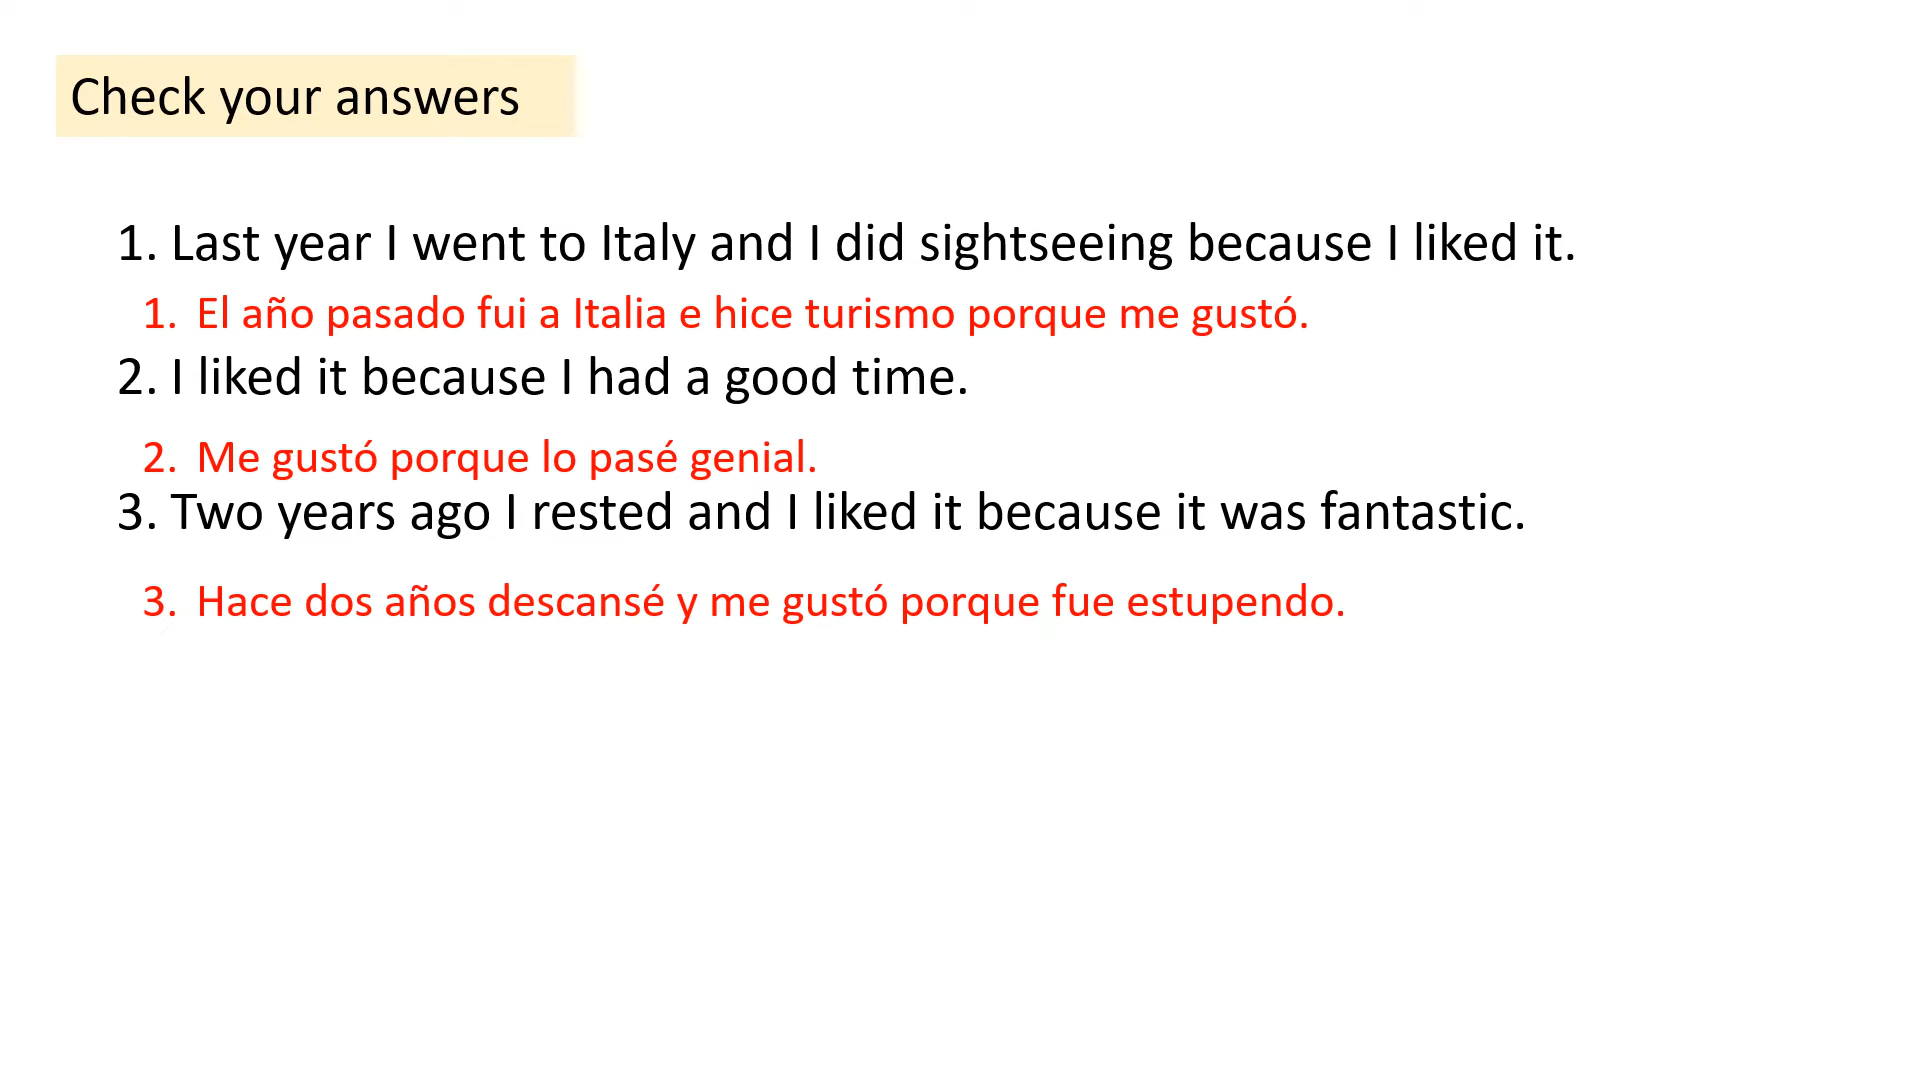 Check your answers
1. Last year I went to Italy and I did sightseeing because I liked it.
1. El año pasado fui a Italia e hice turismo porque me gustó.
2. I liked it because I had a good time.
2. Me gustó porque lo pasé genial.
3. Two years ago I rested and I liked it because it was fantastic.
3. Hace dos años descansé y me gustó porque fue estupendo.